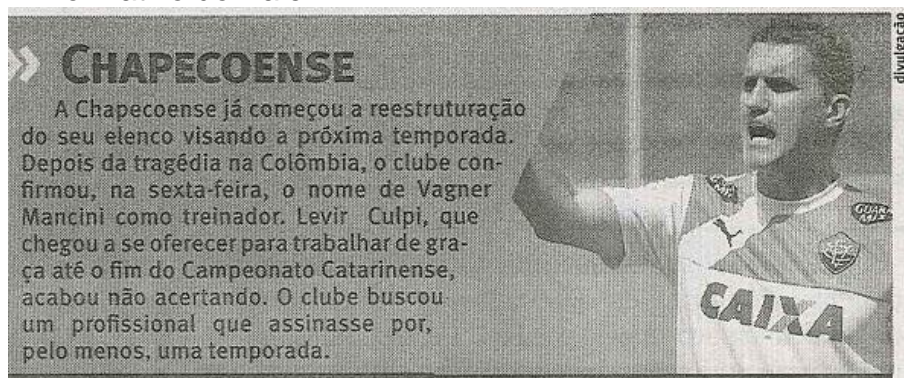 » CHAPECOENSE
A Chapecoense já começou a reestruturação
do seu elenco visando a próxima temporada.
Depois da tragédia na Colômbia, o clube con-
firmou, na sexta-feira, o nome de Vagner
Mancini como treinador. Levir Culpi, que
chegou a se oferecer para trabalhar de gra-
ça até o fim do Campeonato Catarinense,
acabou não acertando. O clube buscou
um profissional que assinasse por,
pelo menos, uma temporada.
divulgação
CAIXA